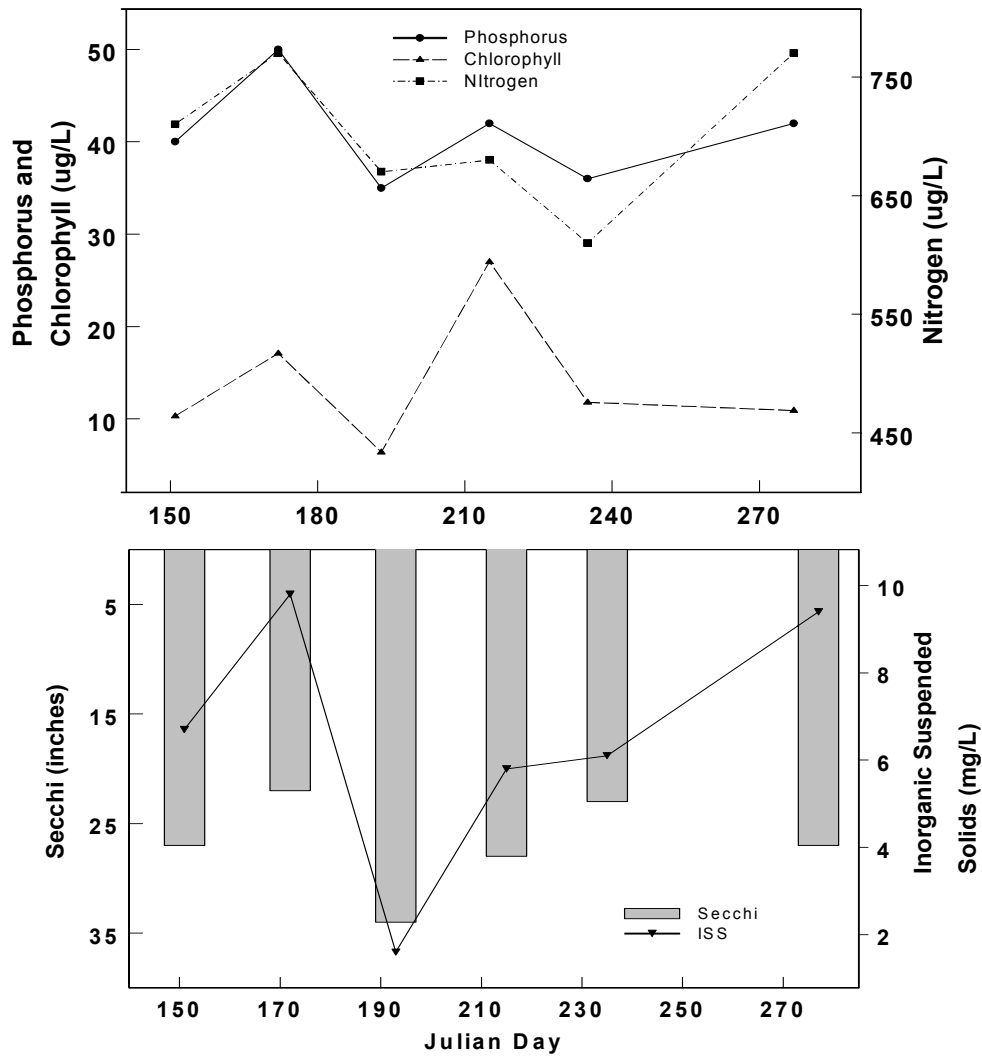 Phosphorus and
Chlorophyll (ug/L)
50
40
30
20
10
Phosphorus
Chlorophyll
NItrogen
750
650
550
450
Nitrogen (ug/L)
150 180 210 240 270
Secchi (inches)
5
15
25
35
10
8
6
4
2
Inorganic Suspended
Solids (mg/L)
Secchi
ISS
150 170 190 210 230 250 270
Julian Day